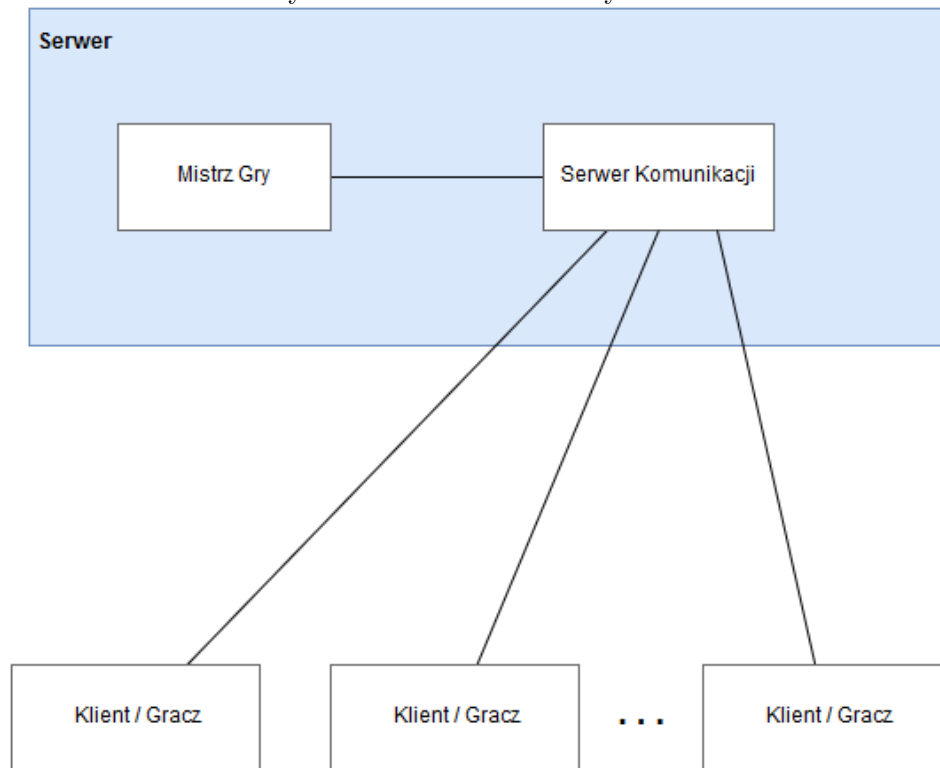 Serwer
Mistrz Gry
Serwer Komunikacji
Klient / Gracz
Klient / Gracz
. . .
Klient / Gracz